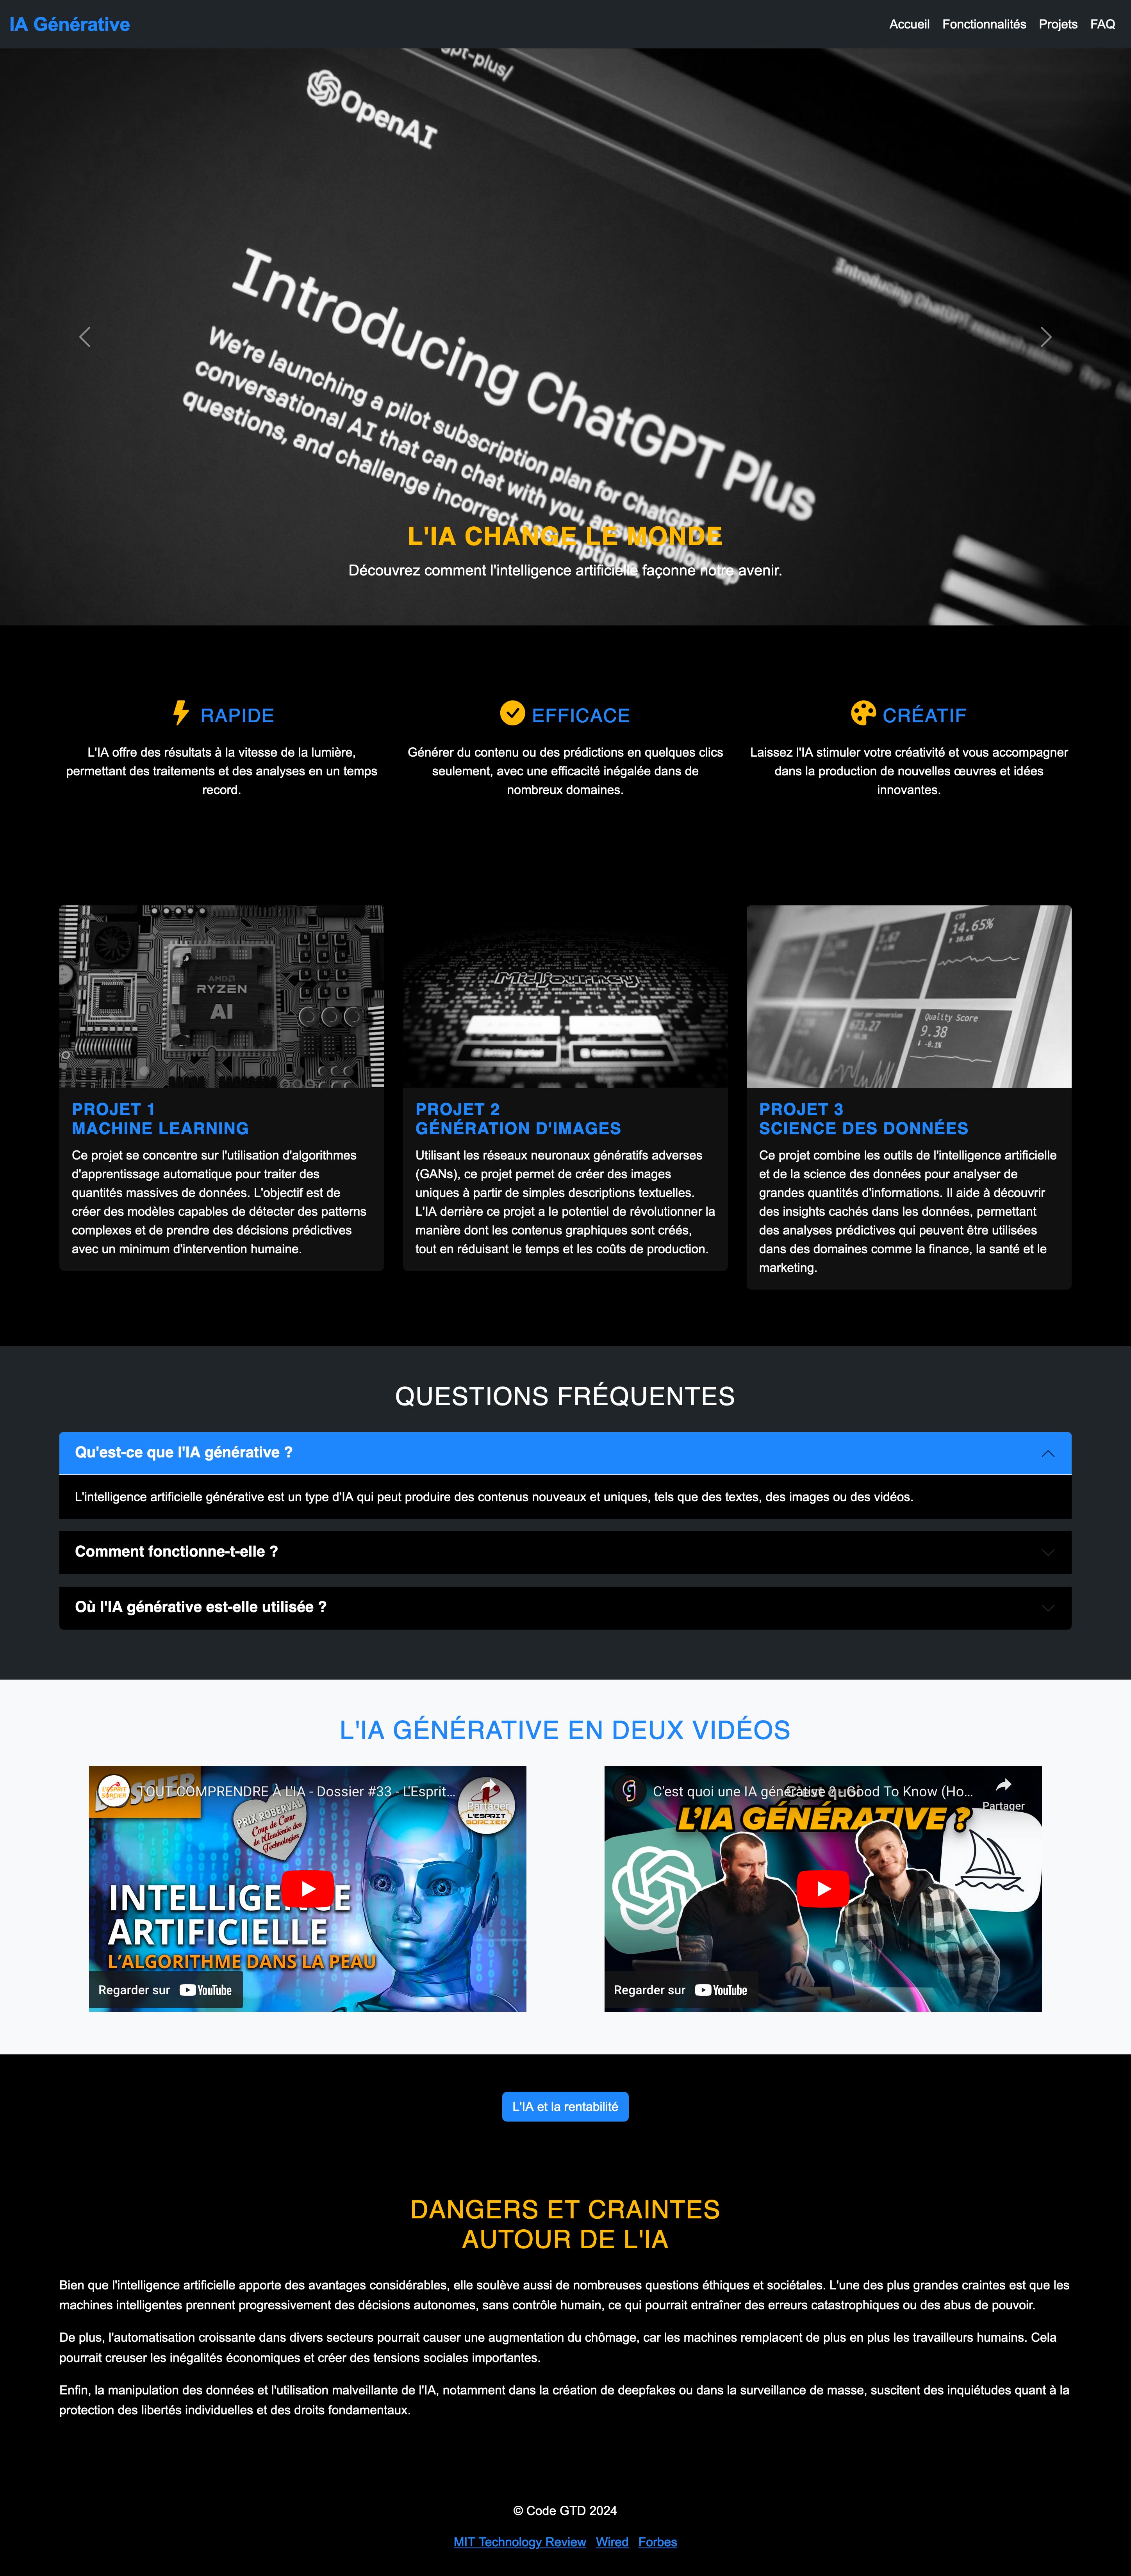 IA Générative
Accueil Fonctionnalités Projets FAQ
gpt-plus/
OpenAI
Introducing ChatGPT research release Try
Introducing ChatGPT Plus
We're launching a pilot subscription plan for ChatGPT, a
conversational AI that can chat with you, answer follow-up
questions, and challenge incorrect assumptions.
L'IA CHANGE LE MONDE
Découvrez comment l'intelligence artificielle façonne notre avenir.
RAPIDE
L'IA offre des résultats à la vitesse de la lumière,
permettant des traitements et des analyses en un temps
record.
EFFICACE
Générer du contenu ou des prédictions en quelques clics
seulement, avec une efficacité inégalée dans de
nombreux domaines.
CRÉATIF
Laissez l'IA stimuler votre créativité et vous accompagner
dans la production de nouvelles œuvres et idées
innovantes.
AMD
RYZEN
AI
PROJET 1
MACHINE LEARNING
Ce projet se concentre sur l'utilisation d'algorithmes
d'apprentissage automatique pour traiter des
quantités massives de données. L'objectif est de
créer des modèles capables de détecter des patterns
complexes et de prendre des décisions prédictives
avec un minimum d'intervention humaine.
Midjourney
PROJET 2
GÉNÉRATION D'IMAGES
Utilisant les réseaux neuronaux génératifs adverses
(GANs), ce projet permet de créer des images
uniques à partir de simples descriptions textuelles.
L'IA derrière ce projet a le potentiel de révolutionner la
manière dont les contenus graphiques sont créés,
tout en réduisant le temps et les coûts de production.
CTR
14.65%
1.67
Cost per conversion
673.27
Quality Score
9.38
PROJET 3
SCIENCE DES DONNÉES
Ce projet combine les outils de l'intelligence artificielle
et de la science des données pour analyser de
grandes quantités d'informations. Il aide à découvrir
des insights cachés dans les données, permettant
des analyses prédictives qui peuvent être utilisées
dans des domaines comme la finance, la santé et le
marketing.
QUESTIONS FRÉQUENTES
Qu'est-ce que l'IA générative ?
L'intelligence artificielle générative est un type d'IA qui peut produire des contenus nouveaux et uniques, tels que des textes, des images ou des vidéos.
Comment fonctionne-t-elle ?
Où l'IA générative est-elle utilisée ?
L'IA GÉNÉRATIVE EN DEUX VIDÉOS
DOSSIER
TOUT COMPRENDRE À L'IA - Dossier #33 - L'Esprit...
Partager
L'ESPRIT
SORCIER
PRIX ROBERVAL
Coup de Cœur
de l'Académie des
Technologies
INTELLIGENCE
ARTIFICIELLE
L'ALGORITHME DANS LA PEAU
Regarder sur YouTube
C'est quoi une IA générative ? - Good To Know (Ho...
Partager
C'est quoi
L'IA GÉNÉRATIVE ?
Regarder sur YouTube
L'IA et la rentabilité
DANGERS ET CRAINTES
AUTOUR DE L'IA
Bien que l'intelligence artificielle apporte des avantages considérables, elle soulève aussi de nombreuses questions éthiques et sociétales. L'une des plus grandes craintes est que les
machines intelligentes prennent progressivement des décisions autonomes, sans contrôle humain, ce qui pourrait entraîner des erreurs catastrophiques ou des abus de pouvoir.
De plus, l'automatisation croissante dans divers secteurs pourrait causer une augmentation du chômage, car les machines remplacent de plus en plus les travailleurs humains. Cela
pourrait creuser les inégalités économiques et créer des tensions sociales importantes.
Enfin, la manipulation des données et l'utilisation malveillante de l'IA, notamment dans la création de deepfakes ou dans la surveillance de masse, suscitent des inquiétudes quant à la
protection des libertés individuelles et des droits fondamentaux.
© Code GTD 2024
MIT Technology Review Wired Forbes